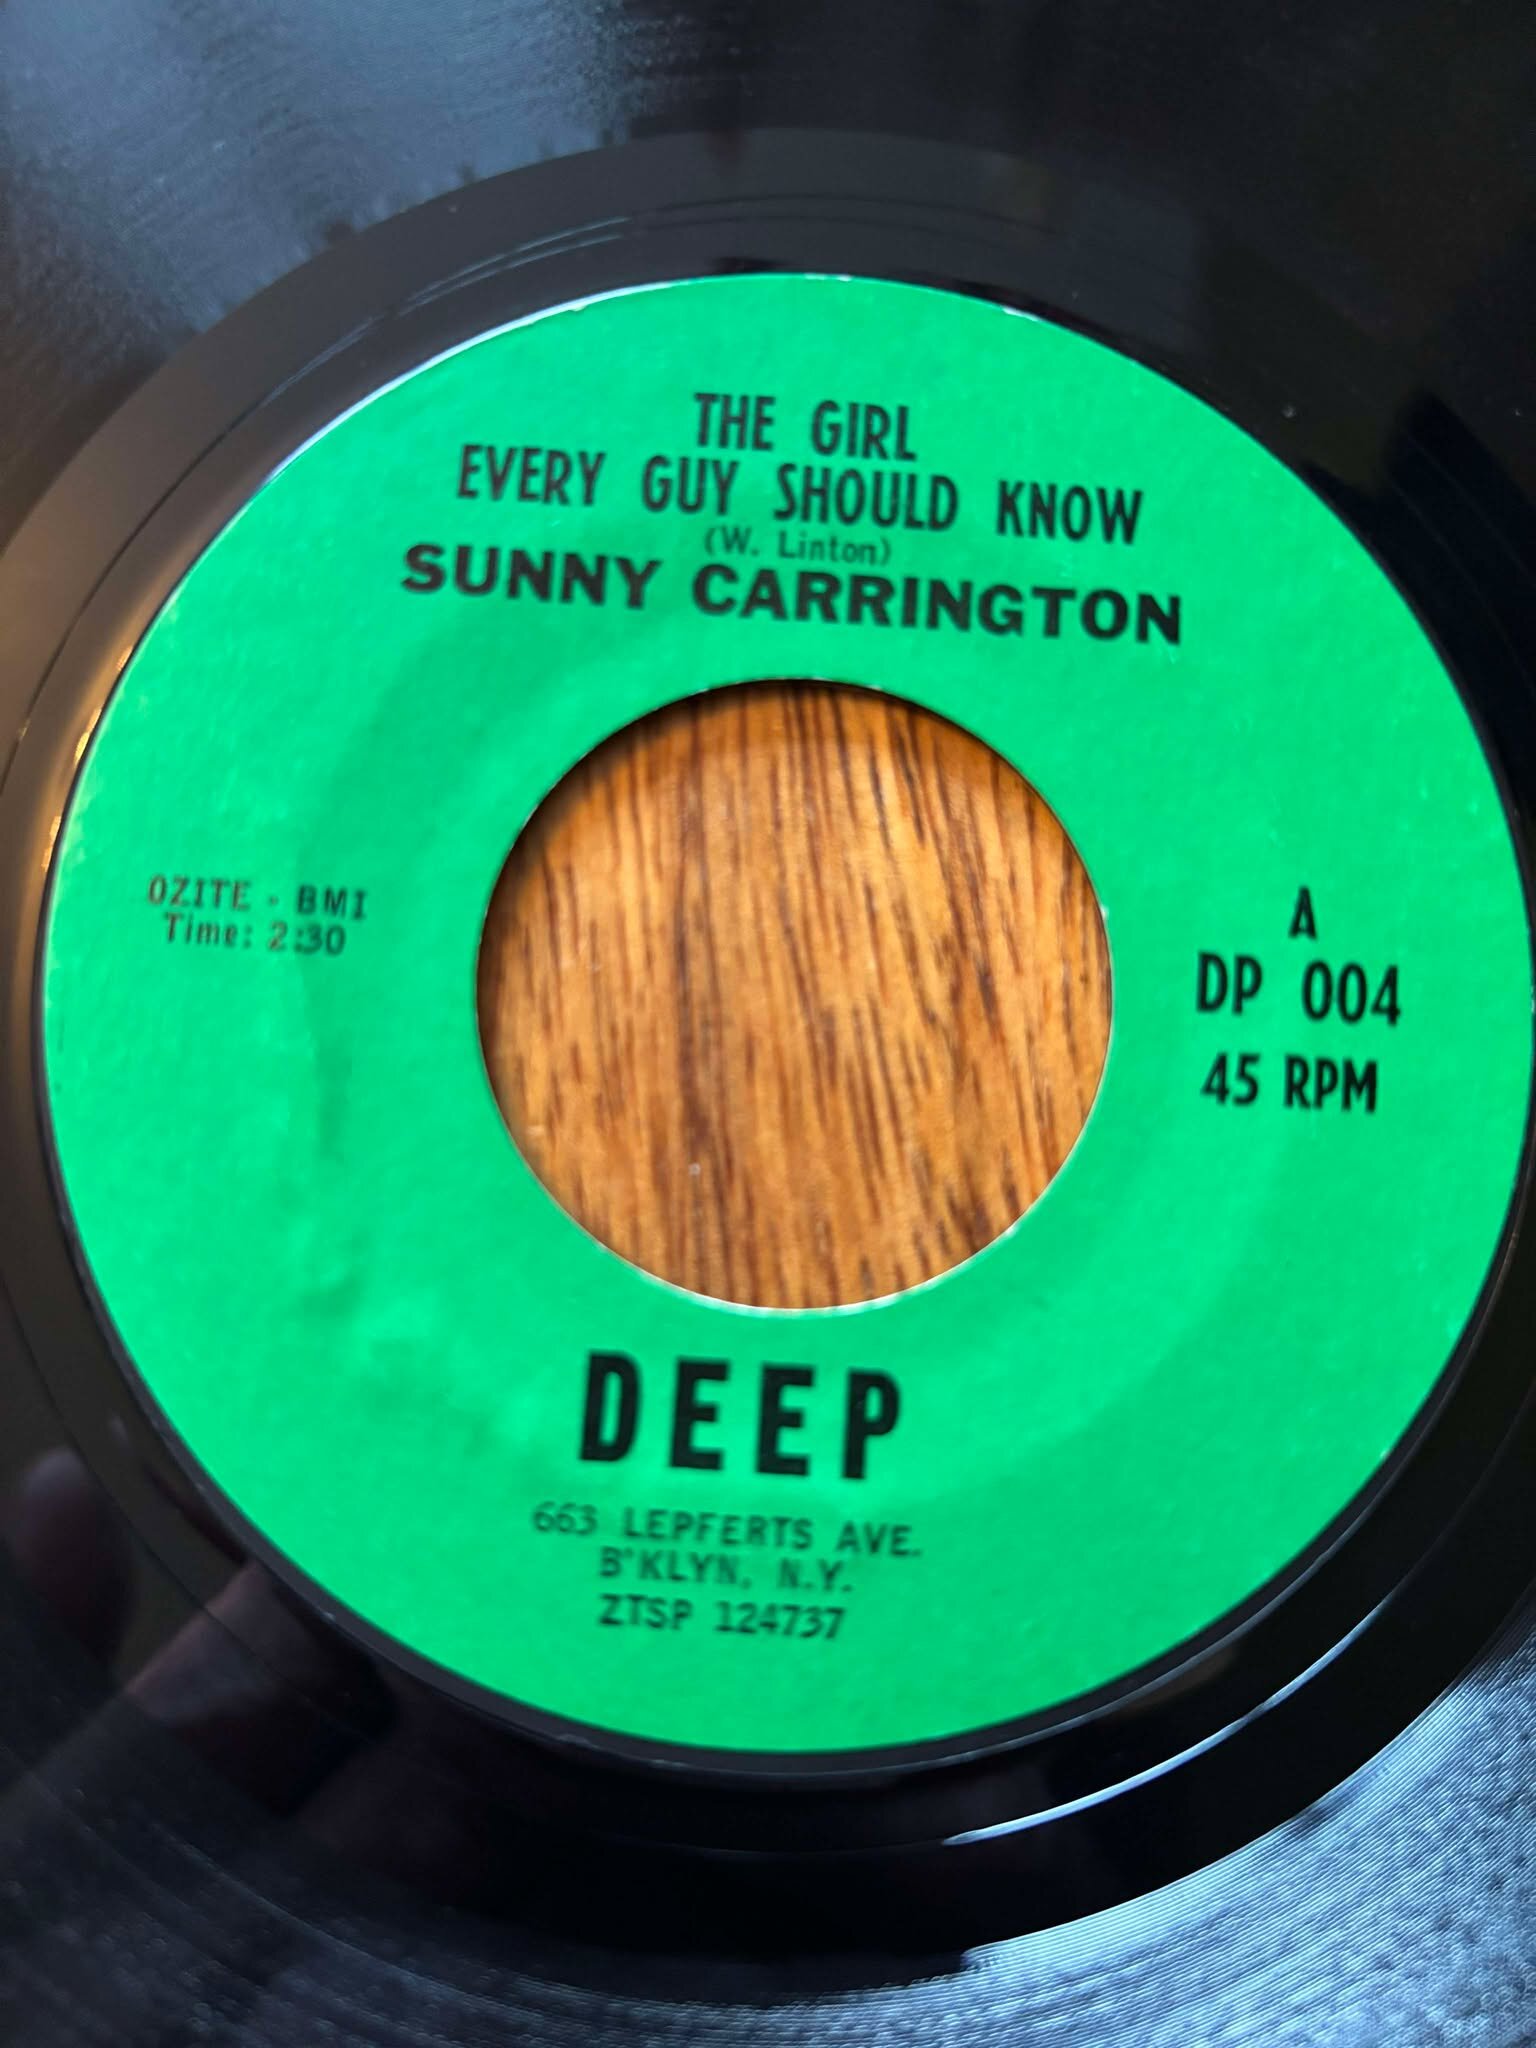 THE GIRL
EVERY GUY SHOULD KNOW
(W. Linton)
SUNNY CARRINGTON
OZITE - BMI
Time: 2:30
A
DP 004
45 RPM
DEEP
663 LEPFERTS AVE.
B'KLYN, N.Y.
ZTSP 124737